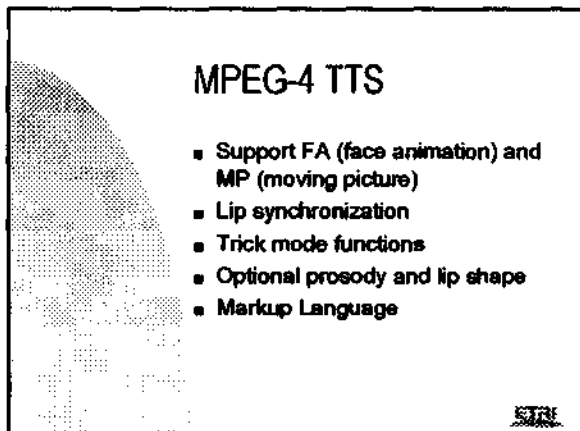 MPEG-4 TTS
■ Support FA (face animation) and
MP (moving picture)
■ Lip synchronization
■ Trick mode functions
■ Optional prosody and lip shape
■ Markup Language
ETRI